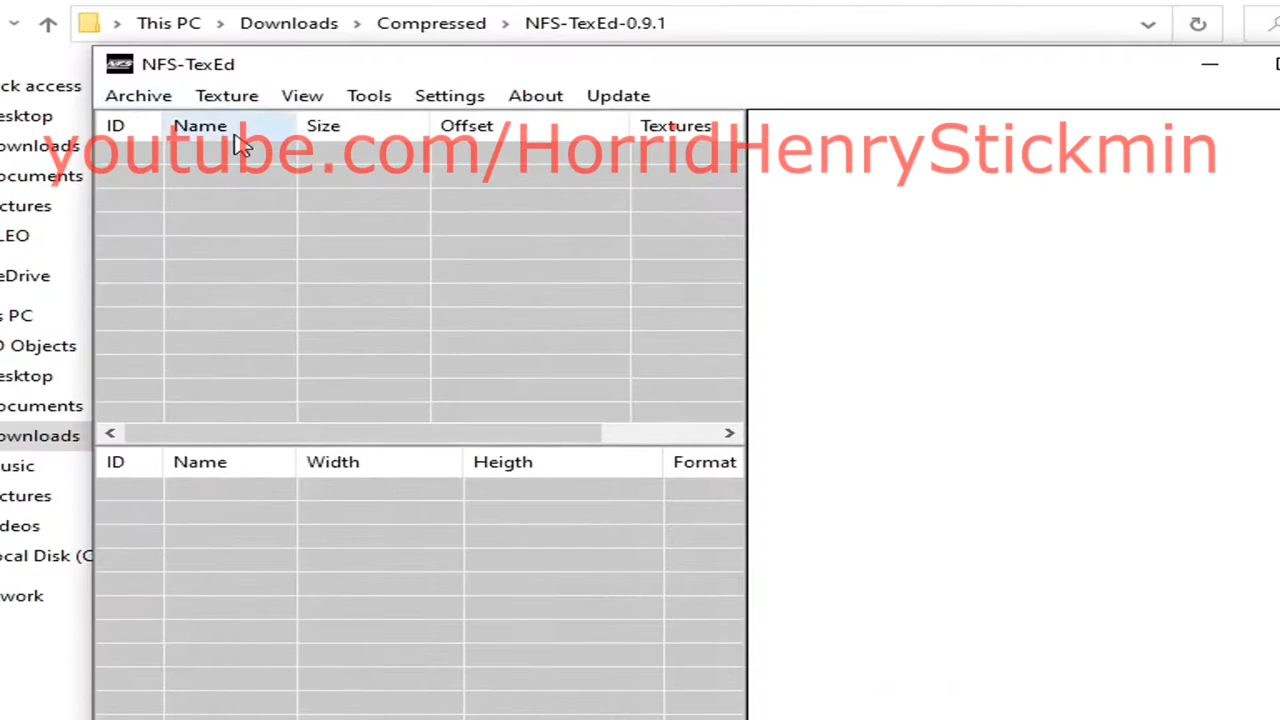 This PC > Downloads > Compressed > NFS-TexEd-0.9.1
NFS-TexEd
Archive Texture View Tools Settings About Update
ID Name Size Offset Textures
youtube.com/HorridHenryStickmin
ck access
esktop
ownloads
ocuments
ctures
LEO
eDrive
s PC
D Objects
esktop
ocuments
ownloads
usic
ctures
deos
ocal Disk (C
work
ID Name Width Heigth Format